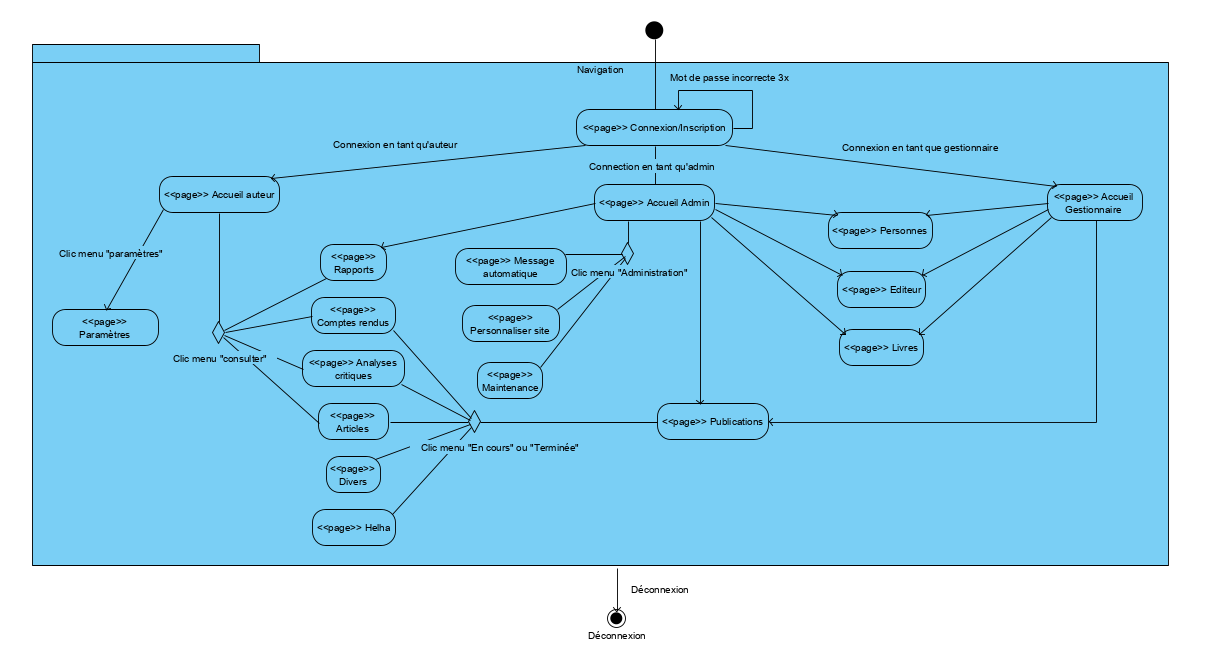 Navigation
Mot de passe incorrecte 3x
<<page>> Connexion/Inscription
Connexion en tant qu'auteur
Connection en tant qu'admin
Connexion en tant que gestionnaire
<<page>> Accueil auteur
<<page>> Accueil Admin
<<page>> Accueil
Gestionnaire
<<page>> Personnes
Clic menu "paramètres"
<<page>>
Rapports
<<page>> Message
automatique
Clic menu "Administration"
<<page>> Editeur
<<page>>
Paramètres
<<page>>
Comptes rendus
<<page>>
Personnaliser site
<<page>> Livres
Clic menu "consulter"
<<page>> Analyses
critiques
<<page>>
Maintenance
<<page>>
Articles
<<page>> Publications
Clic menu "En cours" ou "Terminée"
<<page>>
Divers
<<page>> Helha
Déconnexion
Déconnexion